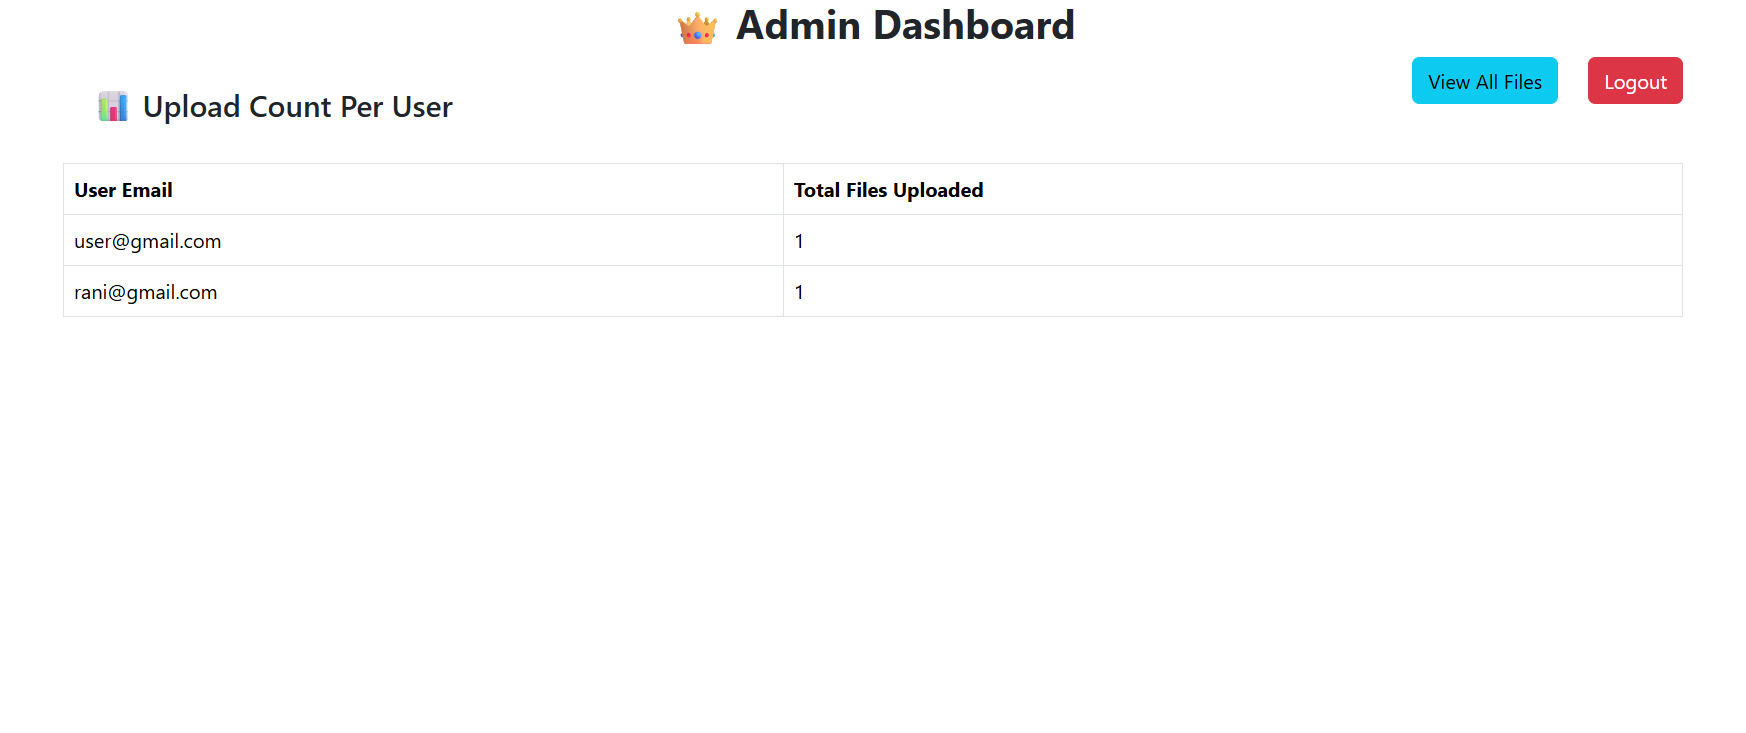 Admin Dashboard
View All Files
Logout
Upload Count Per User
User Email Total Files Uploaded
user@gmail.com 1
rani@gmail.com 1